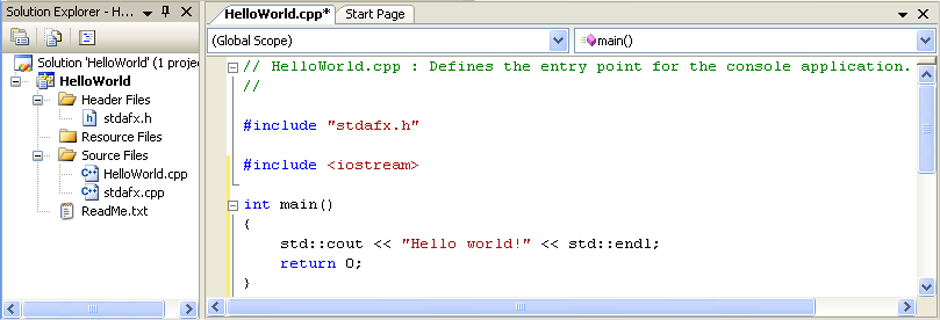 Solution Explorer - H...
Solution 'HelloWorld' (1 proje
HelloWorld
Header Files
h stdafx.h
Resource Files
Source Files
C++ HelloWorld.cpp
C++ stdafx.cpp
ReadMe.txt
HelloWorld.cpp* Start Page
(Global Scope) main()
// HelloWorld.cpp : Defines the entry point for the console application.
//
#include "stdafx.h"
#include <iostream>
int main()
{
std::cout << "Hello world!" << std::endl;
return 0;
}